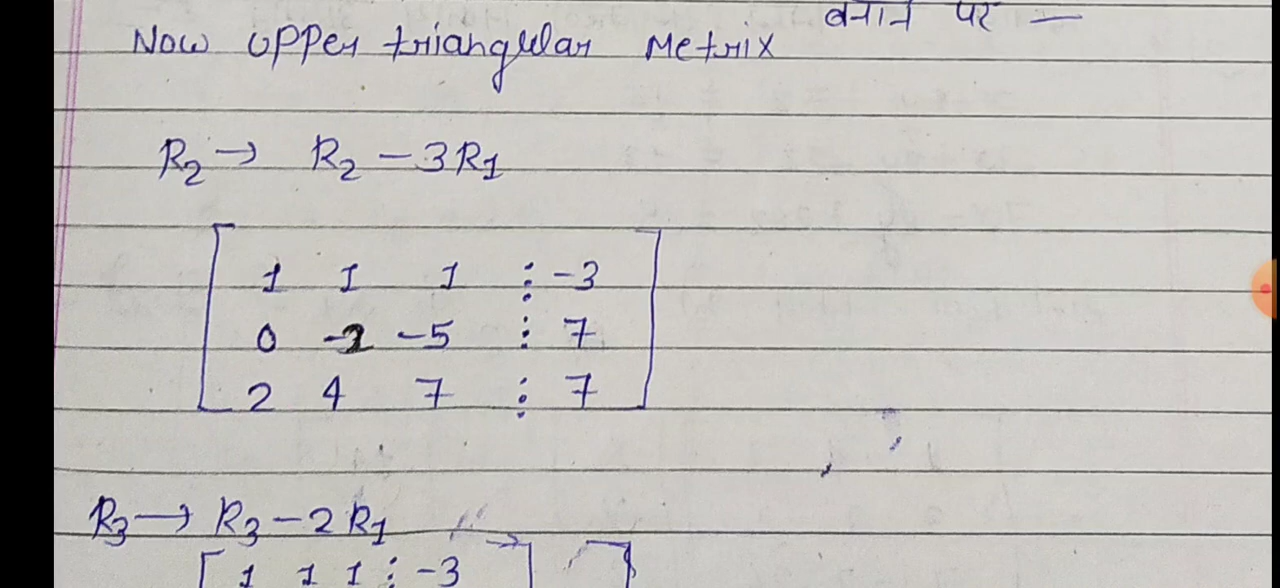 Now Upper triangular Metrix बनाने पर —
R₂ → R₂ − 3R₁
1 1 1 ⋮ -3
0 -5 ⋮ 7
2 4 7 ⋮ 7
R₃ → R₃ − 2R₁
1 1 1 ⋮ -3